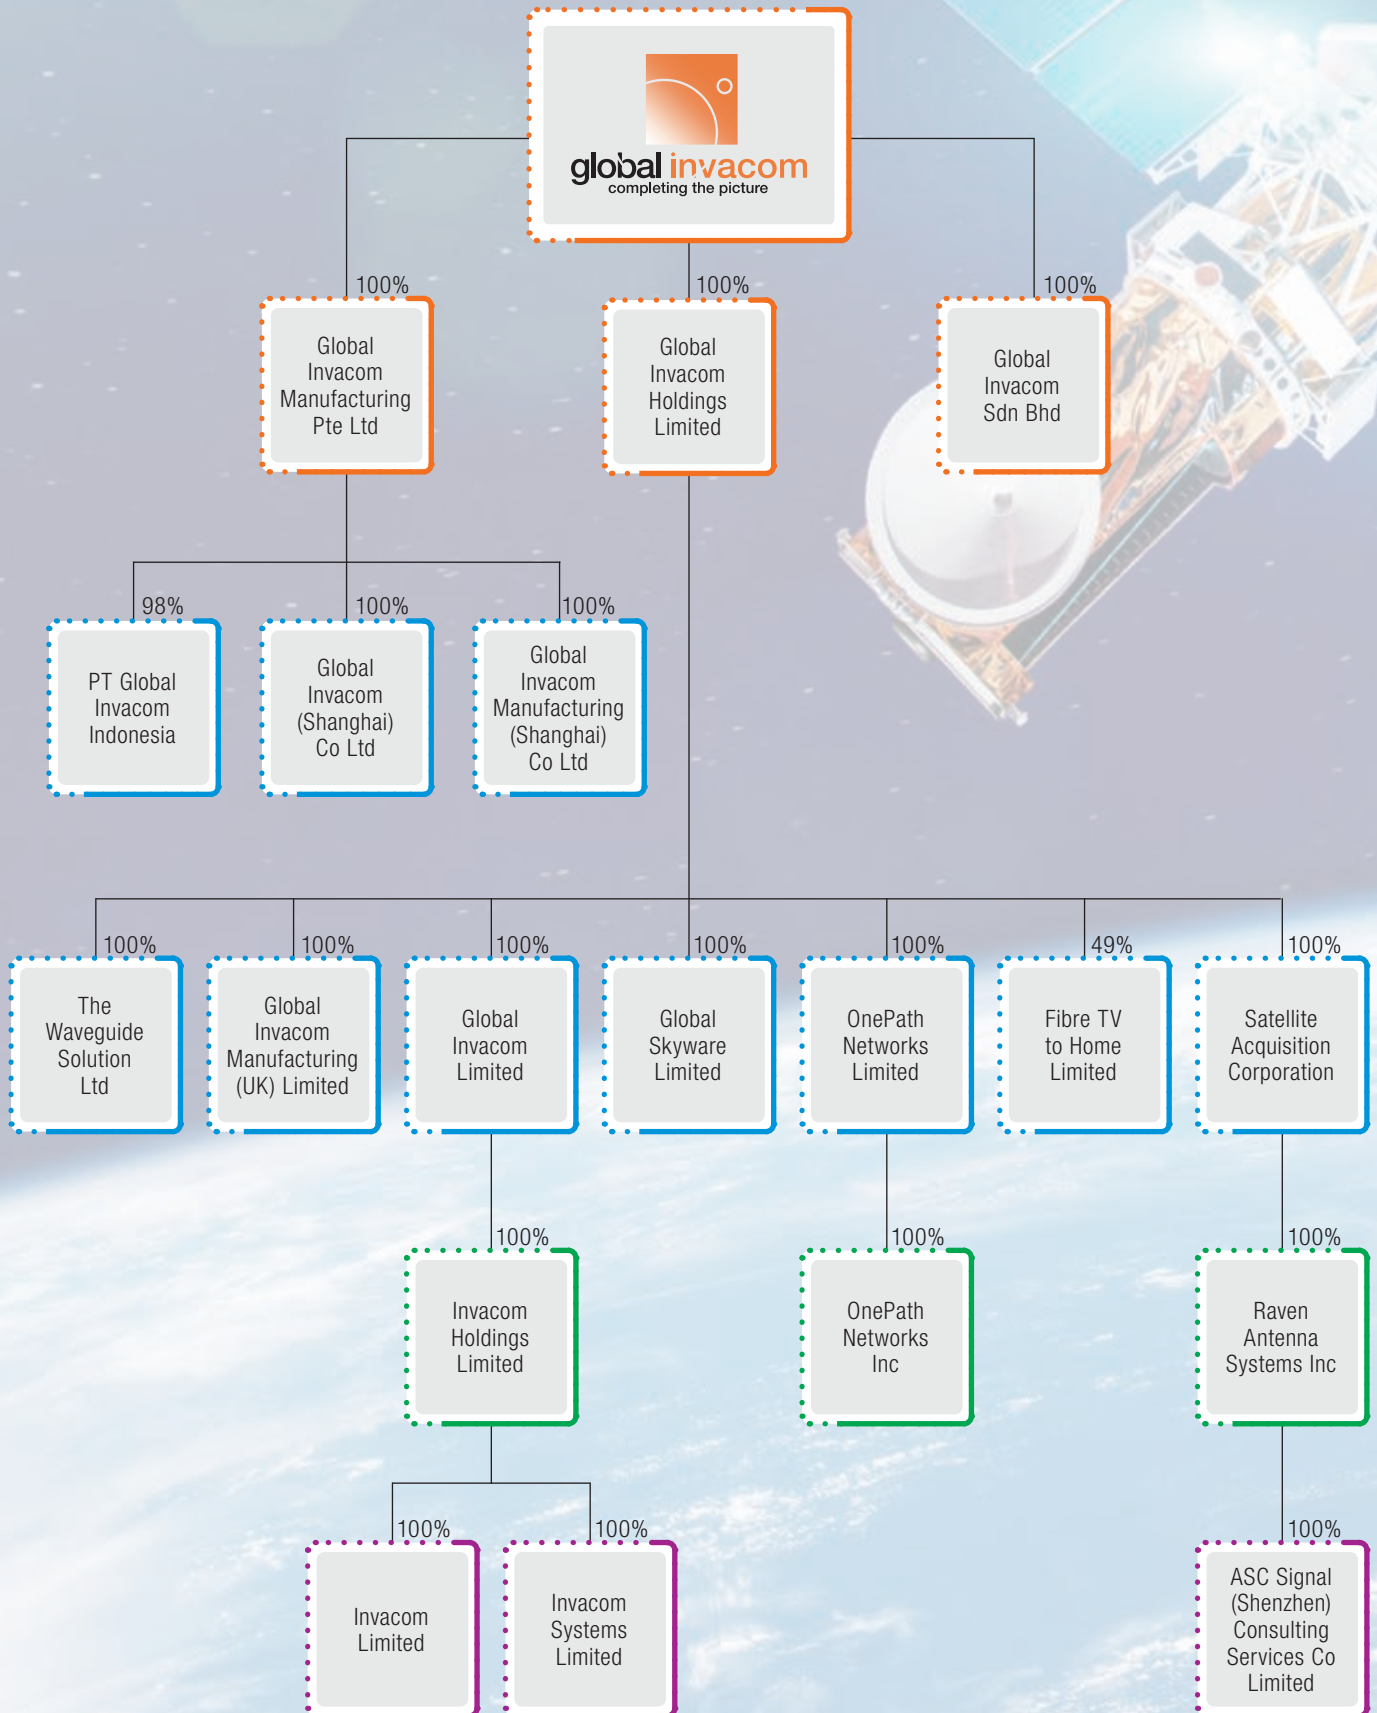 global invacom
completing the picture
100%
100%
100%
Global
Invacom
Manufacturing
Pte Ltd
Global
Invacom
Holdings
Limited
Global
Invacom
Sdn Bhd
98%
100%
100%
PT Global
Invacom
Indonesia
Global
Invacom
(Shanghai)
Co Ltd
Global
Invacom
Manufacturing
(Shanghai)
Co Ltd
100%
100%
100%
100%
100%
49%
100%
The
Waveguide
Solution
Ltd
Global
Invacom
Manufacturing
(UK) Limited
Global
Invacom
Limited
Global
Skyware
Limited
OnePath
Networks
Limited
Fibre TV
to Home
Limited
Satellite
Acquisition
Corporation
100%
100%
100%
Invacom
Holdings
Limited
OnePath
Networks
Inc
Raven
Antenna
Systems Inc
100%
100%
100%
Invacom
Limited
Invacom
Systems
Limited
ASC Signal
(Shenzhen)
Consulting
Services Co
Limited